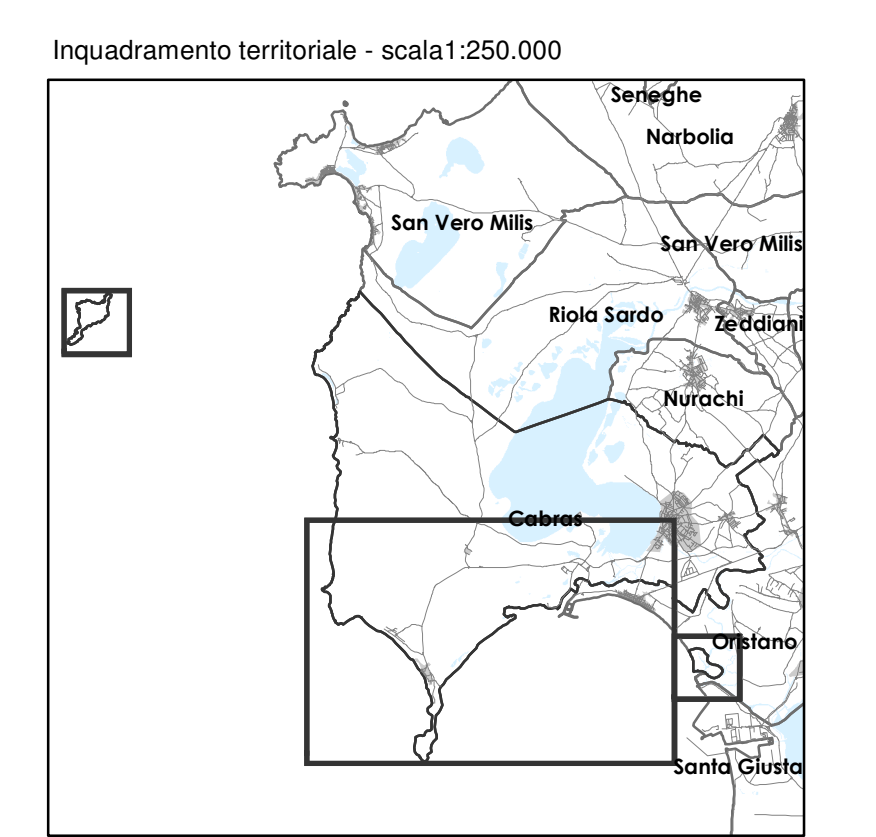 Inquadramento territoriale - scala1:250.000
Seneghe
Narbolia
San Vero Milis
San Vero Milis
Riola Sardo
Zeddiani
Nurachi
Cabras
Oristano
Santa Giusta